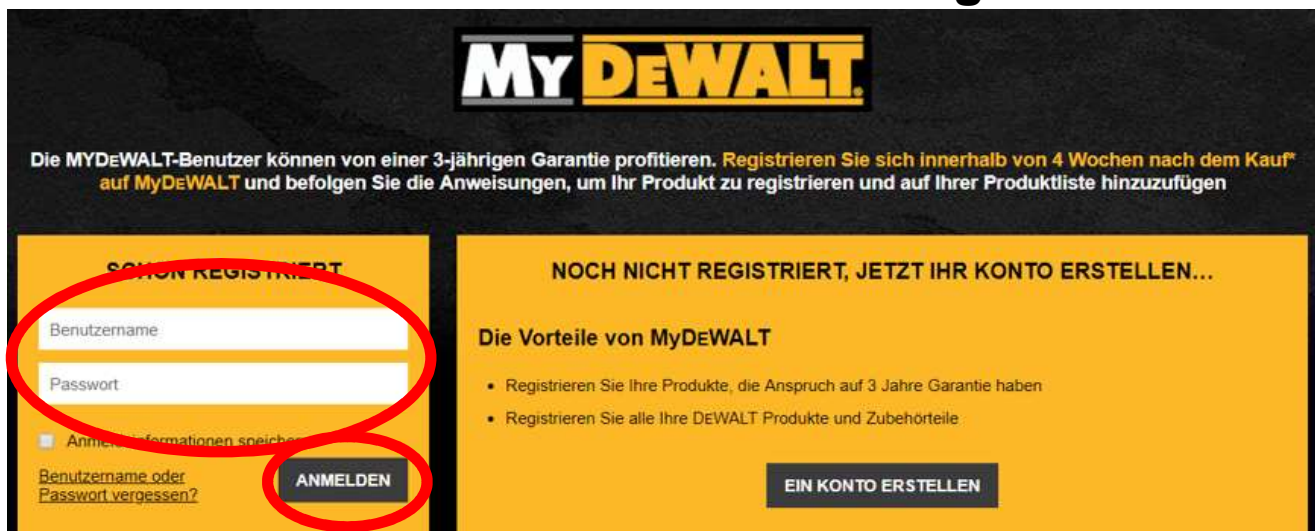 MY DEWALT.
Die MYDEWALT-Benutzer können von einer 3-jährigen Garantie profitieren. Registrieren Sie sich innerhalb von 4 Wochen nach dem Kauf*
auf MyDEWALT und befolgen Sie die Anweisungen, um Ihr Produkt zu registrieren und auf Ihrer Produktliste hinzuzufügen
SCHON REGISTRIERT
Benutzername
Passwort
Anmeldeinformationen speichern
Benutzername oder
Passwort vergessen?
ANMELDEN
NOCH NICHT REGISTRIERT, JETZT IHR KONTO ERSTELLEN...
Die Vorteile von MyDEWALT
• Registrieren Sie Ihre Produkte, die Anspruch auf 3 Jahre Garantie haben
• Registrieren Sie alle Ihre DEWALT Produkte und Zubehörteile
EIN KONTO ERSTELLEN